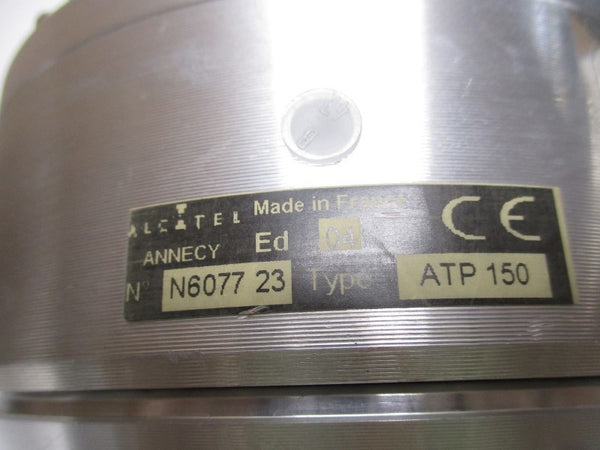 ALCATEL Made in France
ANNECY Ed 04 CE
N° N6077 23 Type ATP 150